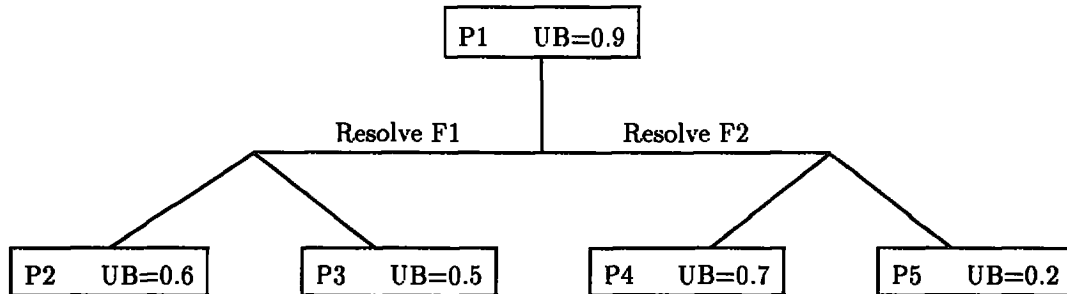 P1 UB=0.9
Resolve F1 Resolve F2
P2 UB=0.6 P3 UB=0.5 P4 UB=0.7 P5 UB=0.2